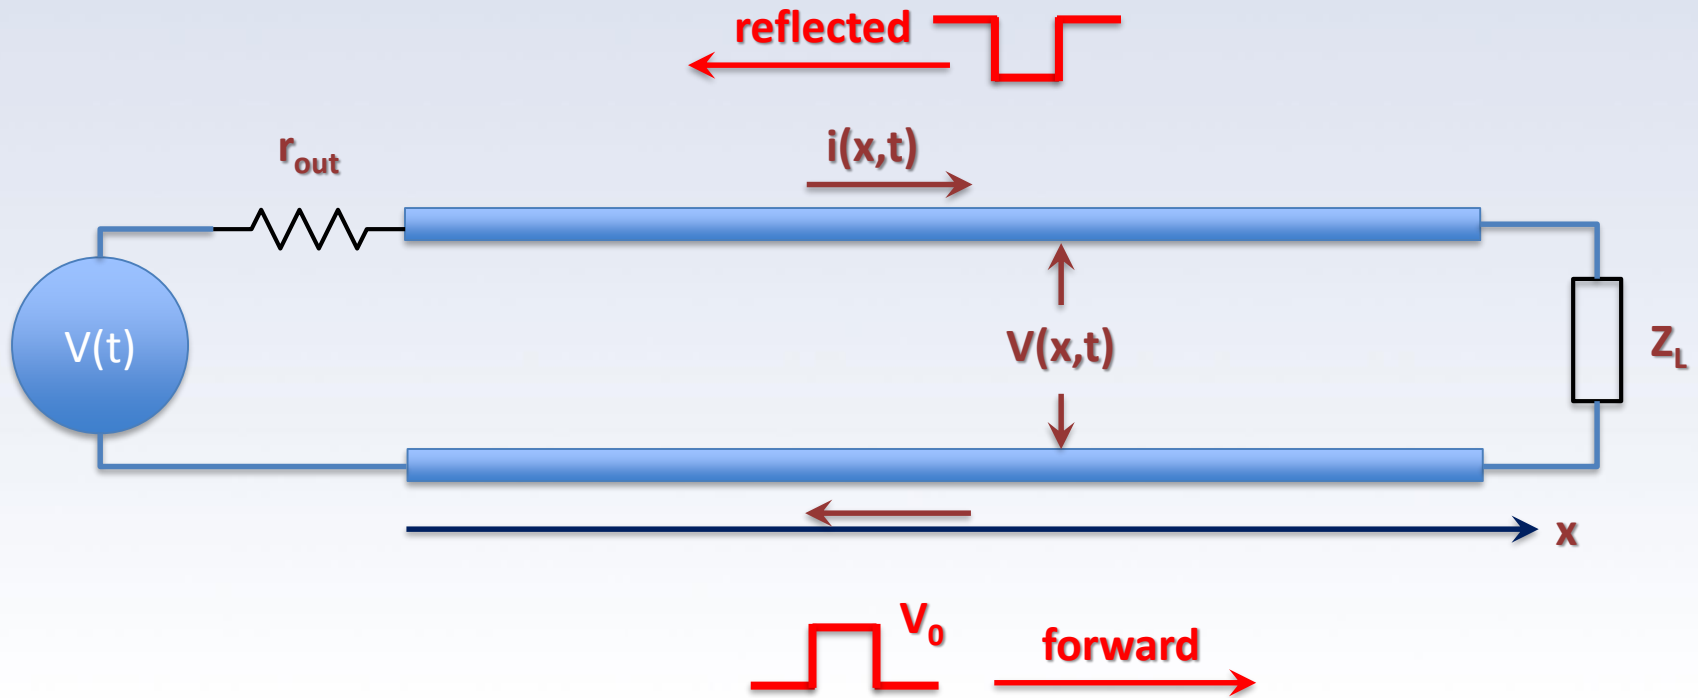 reflected
i(x,t)
r_out
V(t)
V(x,t)
Z_L
x
V_0
forward